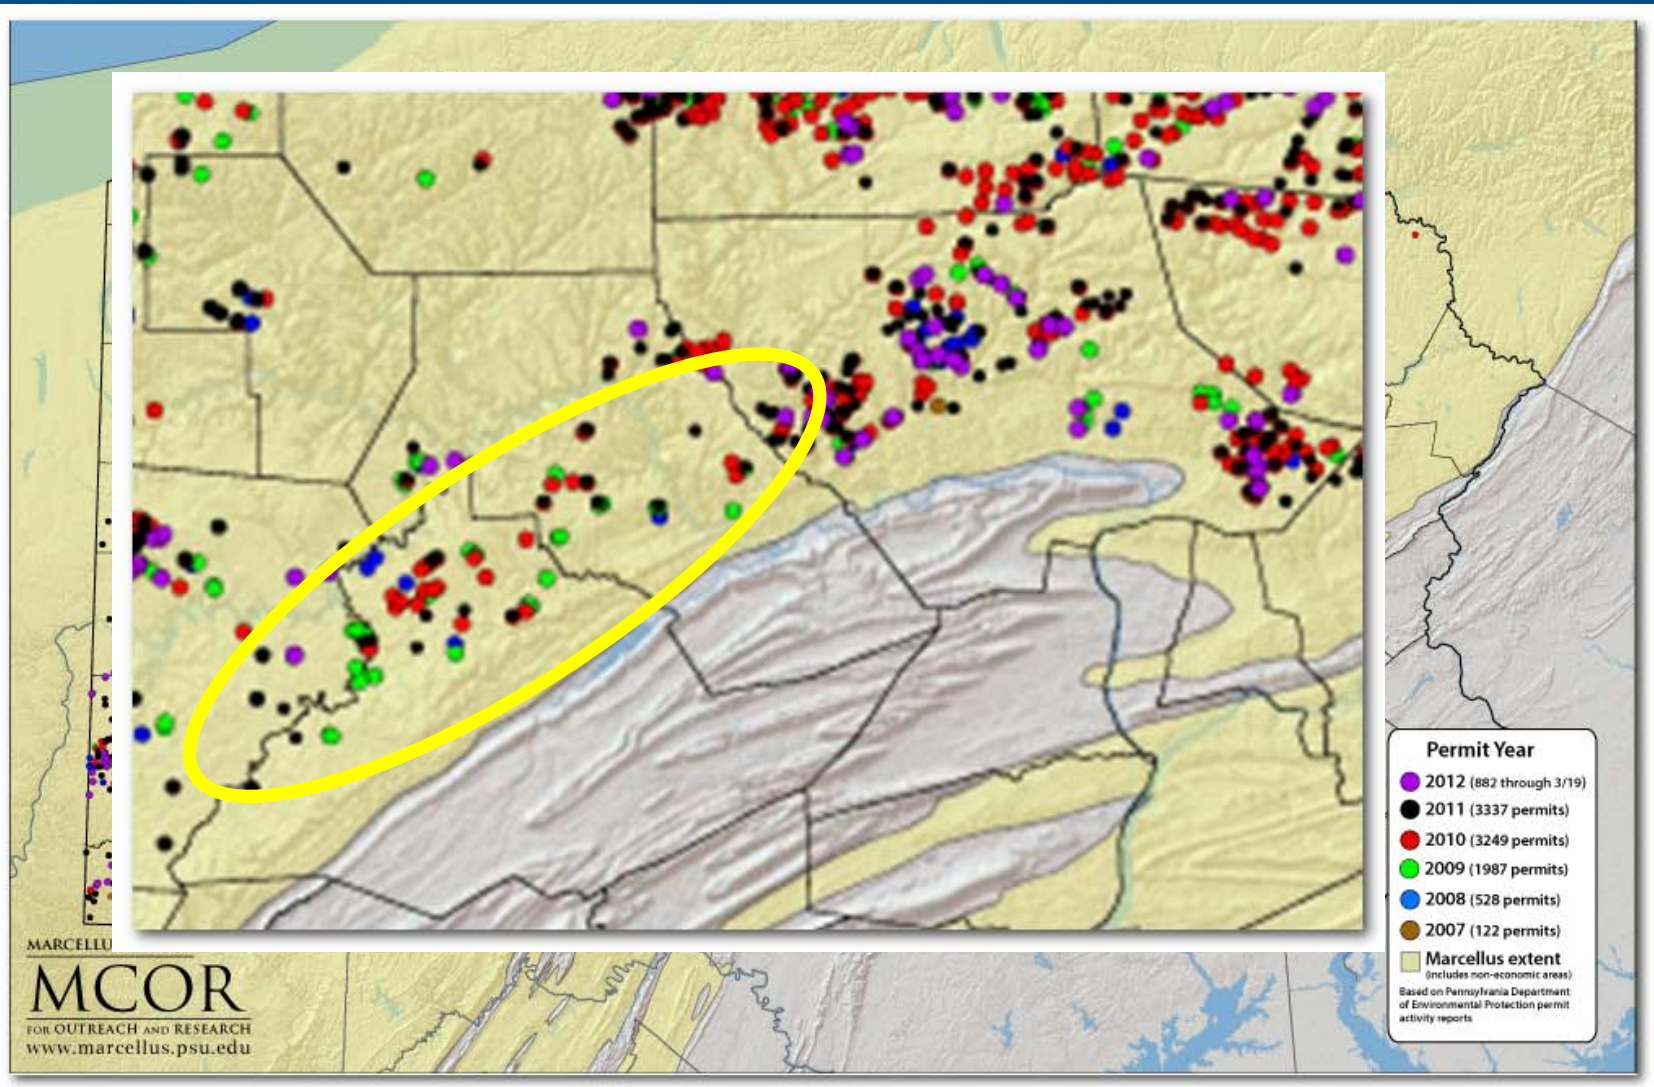 Permit Year
2012 (882 through 3/19)
2011 (3337 permits)
2010 (3249 permits)
2009 (1987 permits)
2008 (528 permits)
2007 (122 permits)
Marcellus extent
(includes non-economic areas)
Based on Pennsylvania Department
of Environmental Protection permit
activity reports
MARCELLU
MCOR
FOR OUTREACH AND RESEARCH
www.marcellus.psu.edu